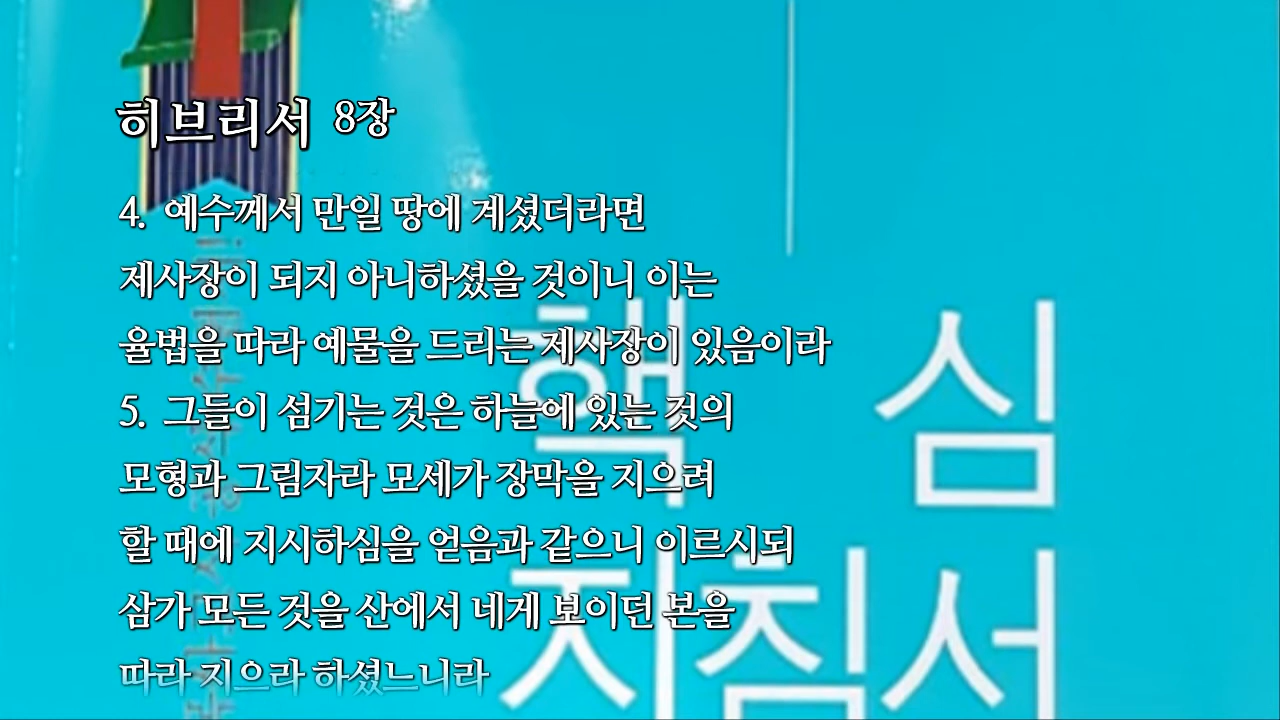 히브리서 8장
4. 예수께서 만일 땅에 계셨더라면
제사장이 되지 아니하셨을 것이니 이는
율법을 따라 예물을 드리는 제사장이 있음이라
5. 그들이 섬기는 것은 하늘에 있는 것의
모형과 그림자라 모세가 장막을 지으려
할 때에 지시하심을 얻음과 같으니 이르시되
삼가 모든 것을 산에서 네게 보이던 본을
따라 지으라 하셨느니라
핵심
지침서